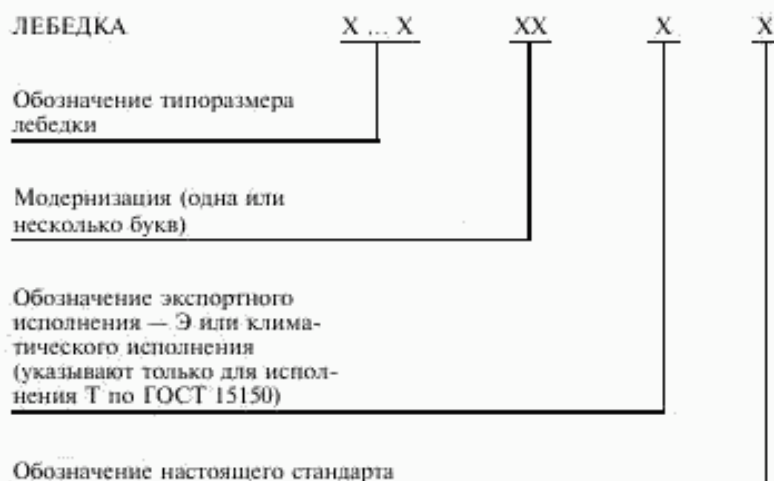 ЛЕБЕДКА X ... X XX X X
Обозначение типоразмера
лебедки
Модернизация (одна или
несколько букв)
Обозначение экспортного
исполнения — Э или клима-
тического исполнения
(указывают только для испол-
нения Т по ГОСТ 15150)
Обозначение настоящего стандарта